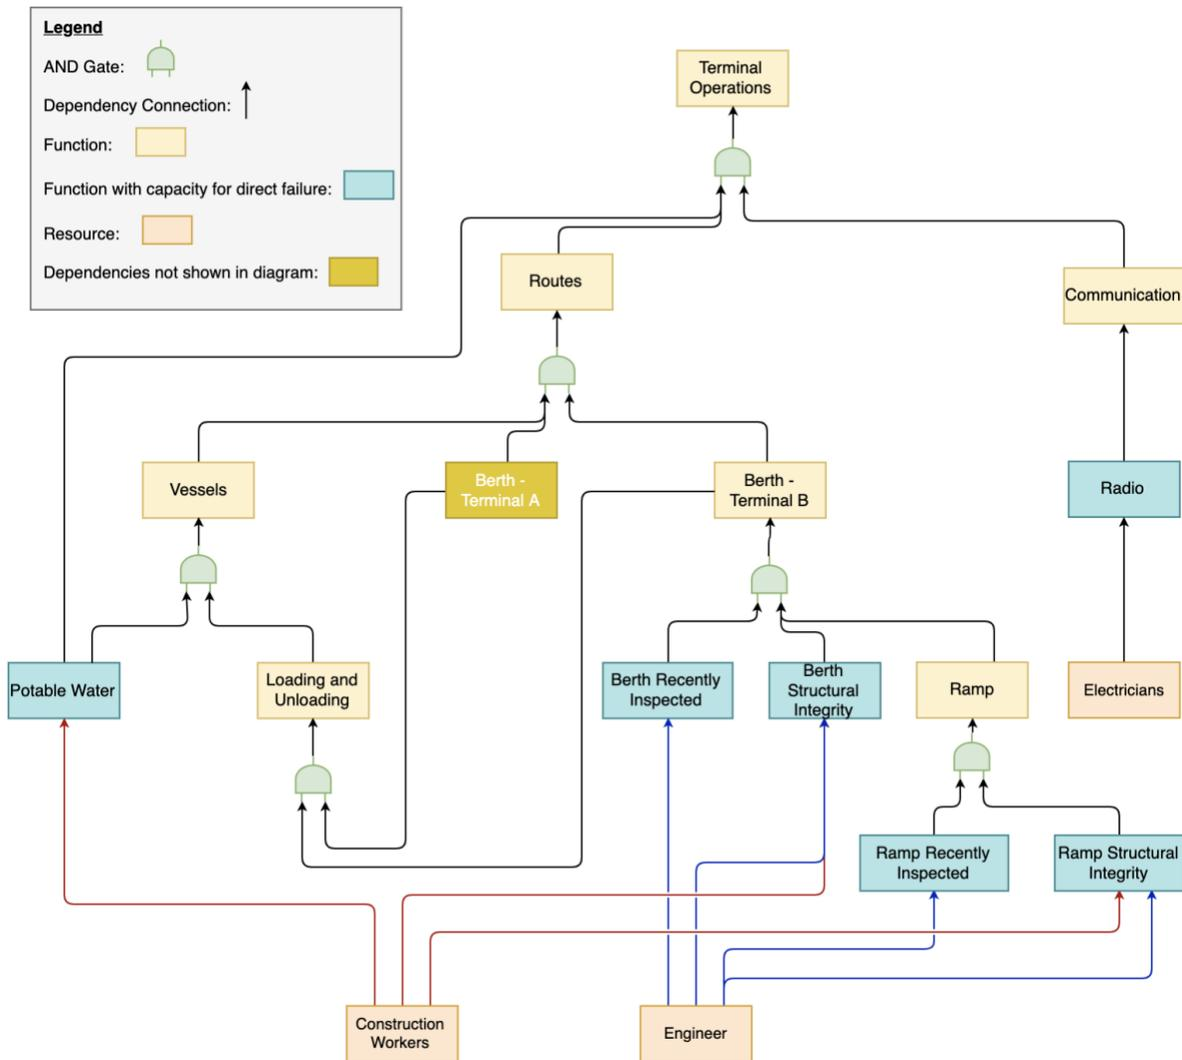 Legend
AND Gate:
Dependency Connection:
Function:
Function with capacity for direct failure:
Resource:
Dependencies not shown in diagram:
Terminal
Operations
Routes
Communication
Vessels
Berth -
Terminal A
Berth -
Terminal B
Radio
Potable Water
Loading and
Unloading
Berth Recently
Inspected
Berth
Structural
Integrity
Ramp
Electricians
Ramp Recently
Inspected
Ramp Structural
Integrity
Construction
Workers
Engineer